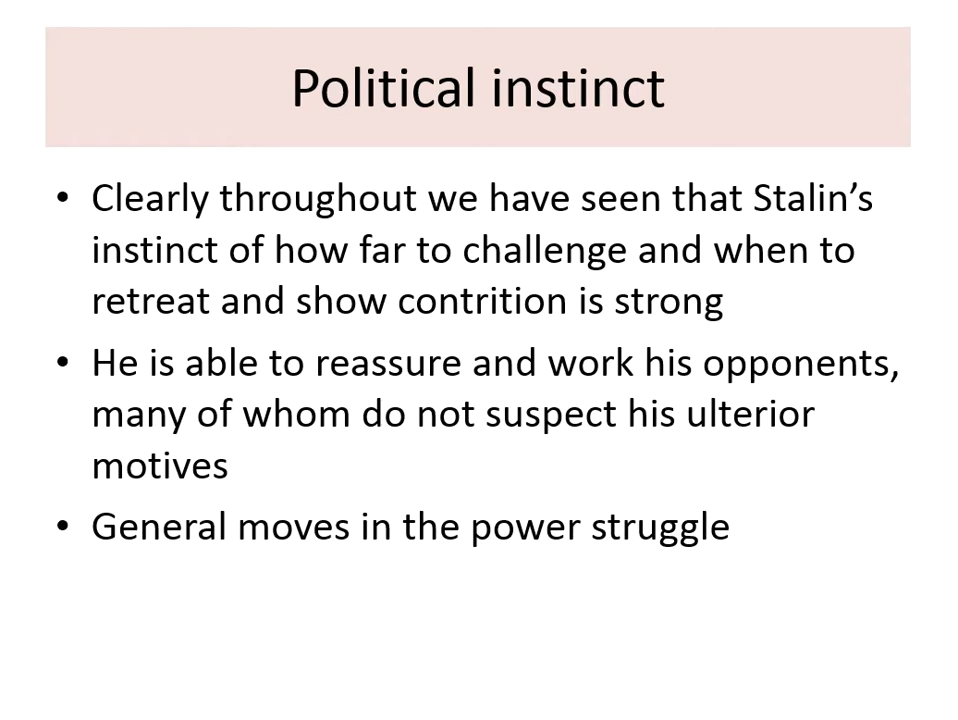 Political instinct
• Clearly throughout we have seen that Stalin’s
instinct of how far to challenge and when to
retreat and show contrition is strong
• He is able to reassure and work his opponents,
many of whom do not suspect his ulterior
motives
• General moves in the power struggle